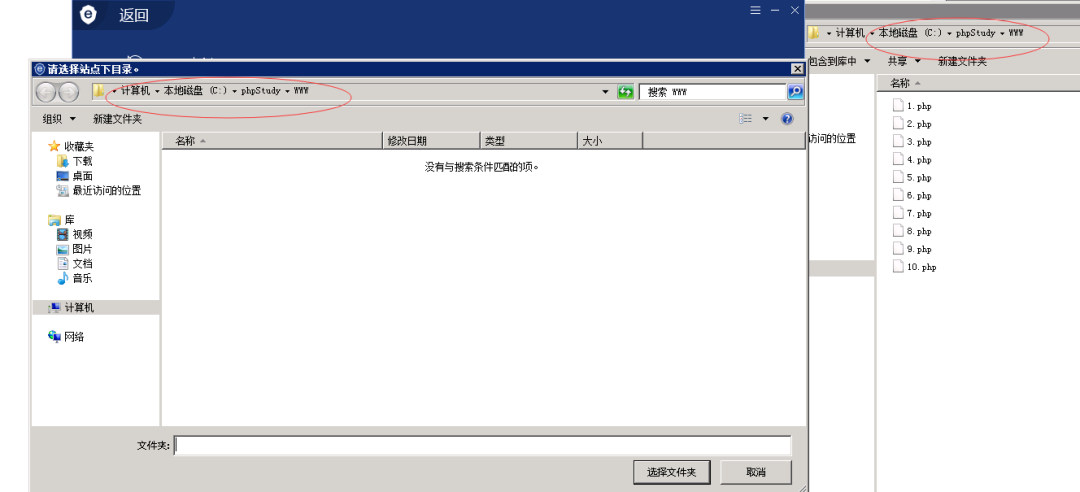 返回
请选择站点下目录。
计算机 本地磁盘 (C:) phpStudy WWW
搜索 WWW
组织 新建文件夹
收藏夹
下载
桌面
最近访问的位置
库
视频
图片
文档
音乐
计算机
网络
名称 修改日期 类型 大小
没有与搜索条件匹配的项。
文件夹:
选择文件夹 取消
计算机 本地磁盘 (C:) phpStudy WWW
包含到库中 共享 新建文件夹
访问的位置
名称
1.php
2.php
3.php
4.php
5.php
6.php
7.php
8.php
9.php
10.php